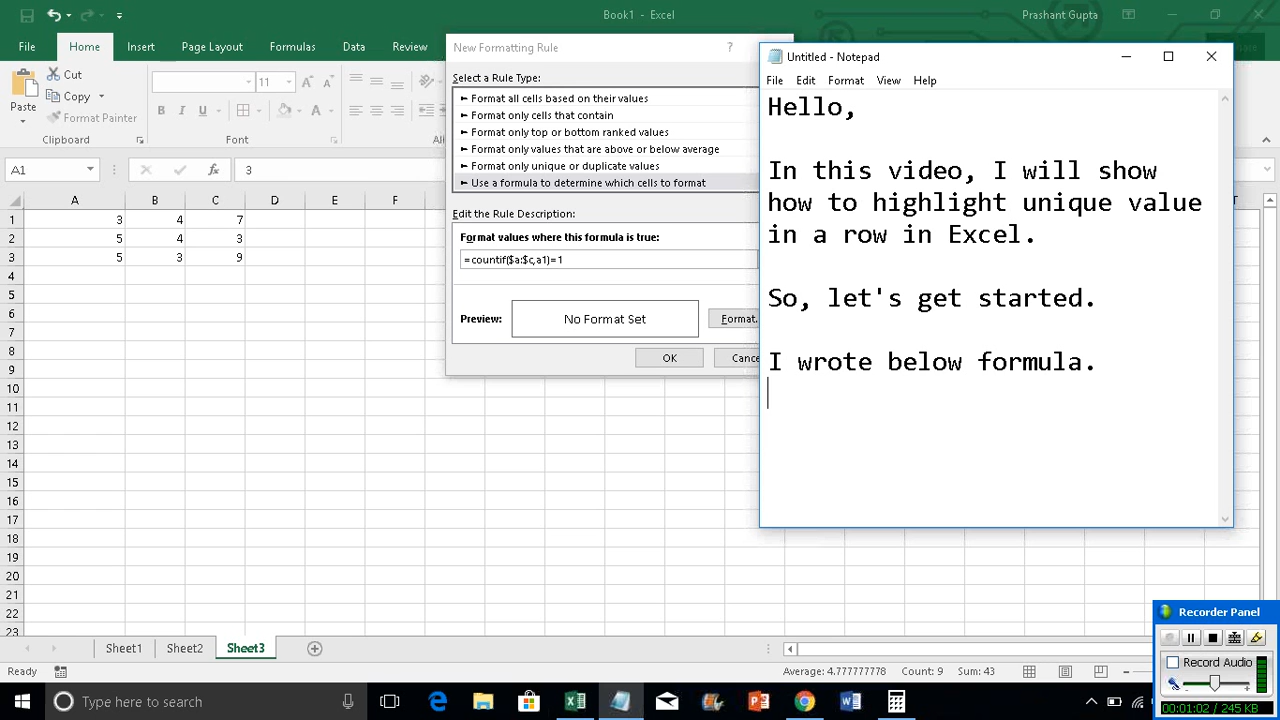 Book1 - Excel
Prashant Gupta
File Home Insert Page Layout Formulas Data Review
Cut
Copy
Format Painter
Paste
11
B I U
Clipboard
Font
A1
3
A B C D E F
1 3 4 7
2 5 4 3
3 5 3 9
4
5
6
7
8
9
10
11
12
13
14
15
16
17
18
19
20
21
22
23
New Formatting Rule
?
Select a Rule Type:
► Format all cells based on their values
► Format only cells that contain
► Format only top or bottom ranked values
► Format only values that are above or below average
► Format only unique or duplicate values
► Use a formula to determine which cells to format
Edit the Rule Description:
Format values where this formula is true:
=countif($a:$c,a1)=1
Preview:
No Format Set
Format.
OK
Cance
Untitled - Notepad
File Edit Format View Help
Hello,
In this video, I will show
how to highlight unique value
in a row in Excel.
So, let's get started.
I wrote below formula.
Sheet1 Sheet2 Sheet3
Ready
Average: 4.777777778 Count: 9 Sum: 43
Recorder Panel
Record Audio
00:01:02 / 245 KB
Type here to search